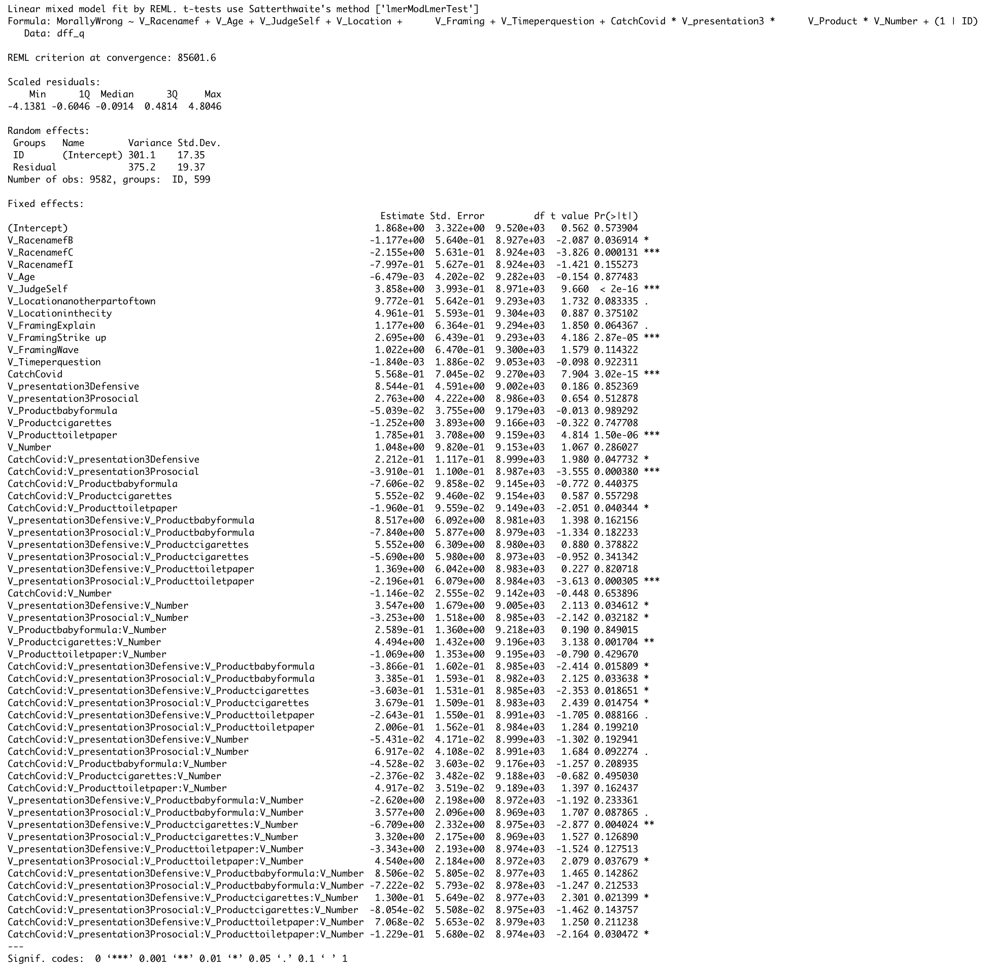 Linear mixed model fit by REML. t-tests use Satterthwaite's method ['lmerModLmerTest']
Formula: MorallyWrong ~ V_Racenamef + V_Age + V_JudgeSelf + V_Location +      V_Framing + V_Timeperquestion + CatchCovid * V_presentation3 *      V_Product * V_Number + (1 | ID)
   Data: dff_q

REML criterion at convergence: 85601.6

Scaled residuals:
    Min      1Q  Median      3Q     Max
-4.1381 -0.6046 -0.0914  0.4814  4.8046

Random effects:
 Groups   Name        Variance Std.Dev.
 ID       (Intercept) 301.1    17.35
 Residual             375.2    19.37
Number of obs: 9582, groups:  ID, 599

Fixed effects:
Estimate Std. Error         df t value Pr(>|t|)
(Intercept) 1.868e+00 3.322e+00 9.520e+03 0.562 0.573904
V_RacenamefB -1.177e+00 5.640e-01 8.927e+03 -2.087 0.036914 *
V_RacenamefC -2.155e+00 5.631e-01 8.924e+03 -3.826 0.000131 ***
V_RacenamefI -7.997e-01 5.627e-01 8.924e+03 -1.421 0.155273
V_Age -6.479e-03 4.202e-02 9.282e+03 -0.154 0.877483
V_JudgeSelf 3.858e+00 3.993e-01 8.971e+03 9.660 < 2e-16 ***
V_Locationanotherpartoftown 9.772e-01 5.642e-01 9.293e+03 1.732 0.083335 .
V_Locationinthecity 4.961e-01 5.593e-01 9.304e+03 0.887 0.375102
V_FramingExplain 1.177e+00 6.364e-01 9.294e+03 1.850 0.064367 .
V_FramingStrike up 2.695e+00 6.439e-01 9.293e+03 4.186 2.87e-05 ***
V_FramingWave 1.022e+00 6.470e-01 9.300e+03 1.579 0.114322
V_Timeperquestion -1.840e-03 1.886e-02 9.053e+03 -0.098 0.922311
CatchCovid 5.568e-01 7.045e-02 9.270e+03 7.904 3.02e-15 ***
V_presentation3Defensive 8.544e-01 4.591e+00 9.002e+03 0.186 0.852369
V_presentation3Prosocial 2.763e+00 4.222e+00 8.986e+03 0.654 0.512878
V_Productbabyformula -5.039e-02 3.755e+00 9.179e+03 -0.013 0.989292
V_Productcigarettes -1.252e+00 3.893e+00 9.166e+03 -0.322 0.747708
V_Producttoiletpaper 1.785e+01 3.708e+00 9.159e+03 4.814 1.50e-06 ***
V_Number 1.048e+00 9.820e-01 9.153e+03 1.067 0.286027
CatchCovid:V_presentation3Defensive 2.212e-01 1.117e-01 8.999e+03 1.980 0.047732 *
CatchCovid:V_presentation3Prosocial -3.910e-01 1.100e-01 8.987e+03 -3.555 0.000380 ***
CatchCovid:V_Productbabyformula -7.606e-02 9.858e-02 9.145e+03 -0.772 0.440375
CatchCovid:V_Productcigarettes 5.552e-02 9.460e-02 9.154e+03 0.587 0.557298
CatchCovid:V_Producttoiletpaper -1.960e-01 9.559e-02 9.149e+03 -2.051 0.040344 *
V_presentation3Defensive:V_Productbabyformula 8.517e+00 6.092e+00 8.981e+03 1.398 0.162156
V_presentation3Prosocial:V_Productbabyformula -7.840e+00 5.877e+00 8.979e+03 -1.334 0.182233
V_presentation3Defensive:V_Productcigarettes 5.552e+00 6.309e+00 8.980e+03 0.880 0.378822
V_presentation3Prosocial:V_Productcigarettes -5.690e+00 5.980e+00 8.973e+03 -0.952 0.341342
V_presentation3Defensive:V_Producttoiletpaper 1.369e+00 6.042e+00 8.983e+03 0.227 0.820718
V_presentation3Prosocial:V_Producttoiletpaper -2.196e+01 6.079e+00 8.984e+03 -3.613 0.000305 ***
CatchCovid:V_Number -1.146e-02 2.555e-02 9.142e+03 -0.448 0.653896
V_presentation3Defensive:V_Number 3.547e+00 1.679e+00 9.005e+03 2.113 0.034612 *
V_presentation3Prosocial:V_Number -3.253e+00 1.518e+00 8.985e+03 -2.142 0.032182 *
V_Productbabyformula:V_Number 2.589e-01 1.360e+00 9.218e+03 0.190 0.849015
V_Productcigarettes:V_Number 4.494e+00 1.432e+00 9.196e+03 3.138 0.001704 **
V_Producttoiletpaper:V_Number -1.069e+00 1.353e+00 9.195e+03 -0.790 0.429670
CatchCovid:V_presentation3Defensive:V_Productbabyformula -3.866e-01 1.602e-01 8.985e+03 -2.414 0.015809 *
CatchCovid:V_presentation3Prosocial:V_Productbabyformula 3.385e-01 1.593e-01 8.982e+03 2.125 0.033638 *
CatchCovid:V_presentation3Defensive:V_Productcigarettes -3.603e-01 1.531e-01 8.985e+03 -2.353 0.018651 *
CatchCovid:V_presentation3Prosocial:V_Productcigarettes 3.679e-01 1.509e-01 8.983e+03 2.439 0.014754 *
CatchCovid:V_presentation3Defensive:V_Producttoiletpaper -2.643e-01 1.550e-01 8.991e+03 -1.705 0.088166 .
CatchCovid:V_presentation3Prosocial:V_Producttoiletpaper 2.006e-01 1.562e-01 8.984e+03 1.284 0.199210
CatchCovid:V_presentation3Defensive:V_Number -5.431e-02 4.171e-02 8.999e+03 -1.302 0.192941
CatchCovid:V_presentation3Prosocial:V_Number 6.917e-02 4.108e-02 8.991e+03 1.684 0.092274 .
CatchCovid:V_Productbabyformula:V_Number -4.528e-02 3.603e-02 9.176e+03 -1.257 0.208935
CatchCovid:V_Productcigarettes:V_Number -2.376e-02 3.482e-02 9.188e+03 -0.682 0.495030
CatchCovid:V_Producttoiletpaper:V_Number 4.917e-02 3.519e-02 9.189e+03 1.397 0.162437
V_presentation3Defensive:V_Productbabyformula:V_Number -2.620e+00 2.198e+00 8.972e+03 -1.192 0.233361
V_presentation3Prosocial:V_Productbabyformula:V_Number 3.577e+00 2.096e+00 8.969e+03 1.707 0.087865 .
V_presentation3Defensive:V_Productcigarettes:V_Number -6.709e+00 2.332e+00 8.975e+03 -2.877 0.004024 **
V_presentation3Prosocial:V_Productcigarettes:V_Number 3.320e+00 2.175e+00 8.969e+03 1.527 0.126890
V_presentation3Defensive:V_Producttoiletpaper:V_Number -3.343e+00 2.193e+00 8.974e+03 -1.524 0.127513
V_presentation3Prosocial:V_Producttoiletpaper:V_Number 4.540e+00 2.184e+00 8.972e+03 2.079 0.037679 *
CatchCovid:V_presentation3Defensive:V_Productbabyformula:V_Number 8.506e-02 5.805e-02 8.977e+03 1.465 0.142862
CatchCovid:V_presentation3Prosocial:V_Productbabyformula:V_Number -7.222e-02 5.793e-02 8.978e+03 -1.247 0.212533
CatchCovid:V_presentation3Defensive:V_Productcigarettes:V_Number 1.300e-01 5.649e-02 8.977e+03 2.301 0.021399 *
CatchCovid:V_presentation3Prosocial:V_Productcigarettes:V_Number -8.054e-02 5.508e-02 8.975e+03 -1.462 0.143757
CatchCovid:V_presentation3Defensive:V_Producttoiletpaper:V_Number 7.068e-02 5.653e-02 8.979e+03 1.250 0.211238
CatchCovid:V_presentation3Prosocial:V_Producttoiletpaper:V_Number -1.229e-01 5.680e-02 8.974e+03 -2.164 0.030472 *
---
Signif. codes:  0 ‘***’ 0.001 ‘**’ 0.01 ‘*’ 0.05 ‘.’ 0.1 ‘ ’ 1